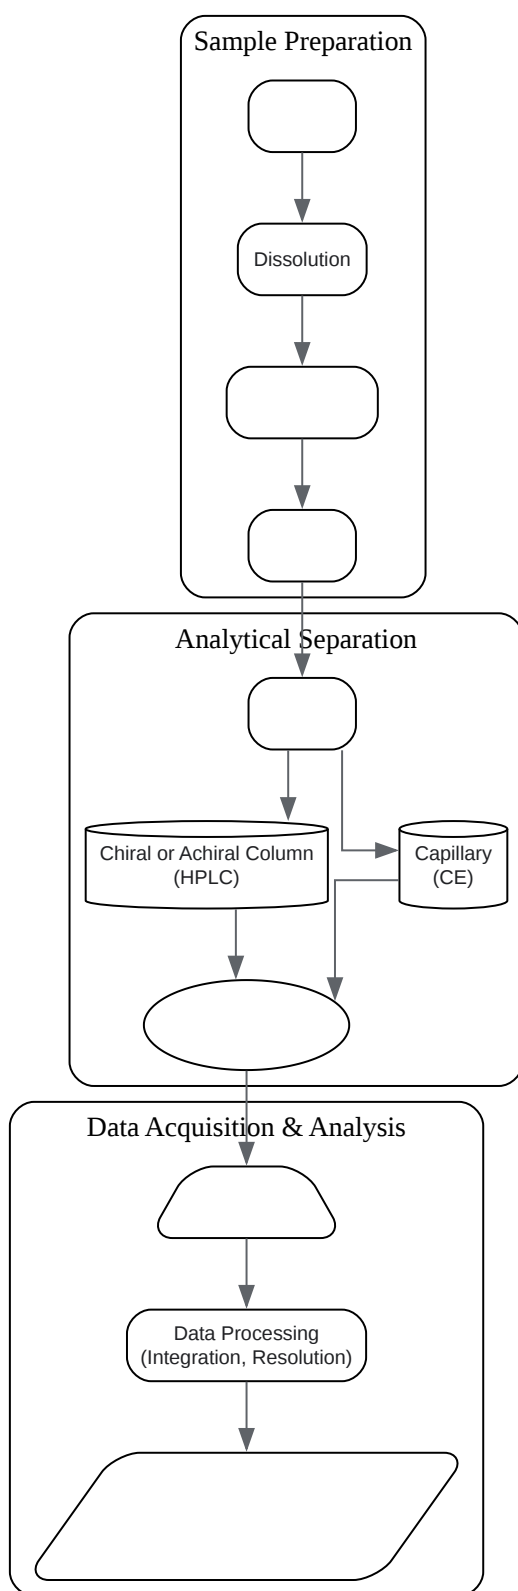 Sample Preparation
Dissolution
Analytical Separation
Chiral or Achiral Column
(HPLC)
Capillary
(CE)
Data Acquisition & Analysis
Data Processing
(Integration, Resolution)